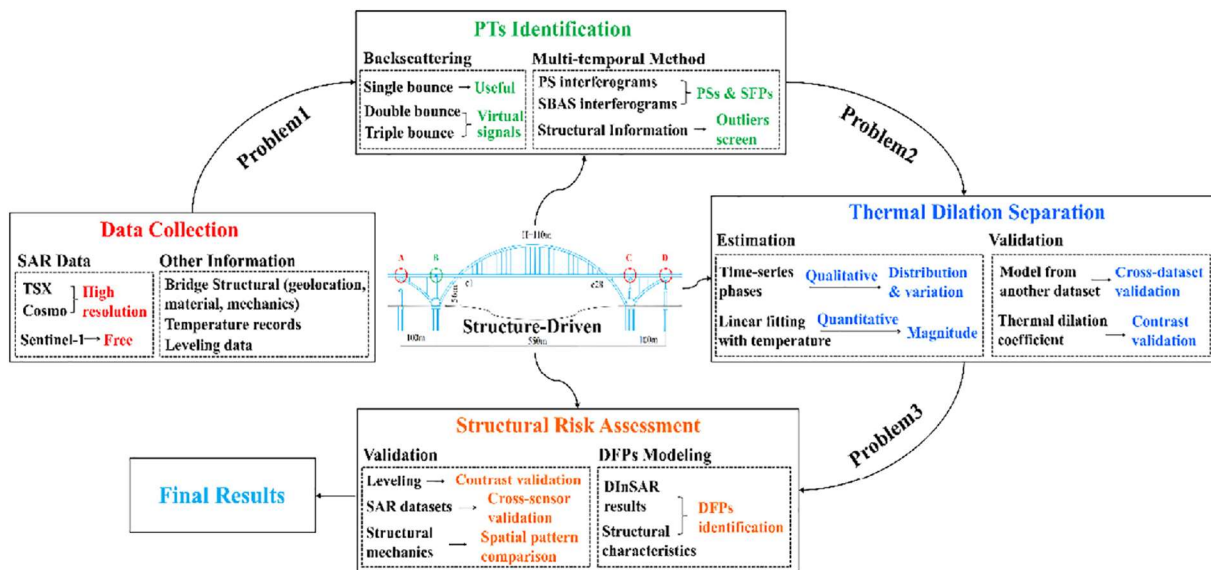 PTs Identification
Backscattering
Single bounce
Useful
Double bounce
Triple bounce
Virtual
signals
Multi-temporal Method
PS interferograms
SBAS interferograms
PSs & SFPs
Structural Information
Outliers
screen
Problem1
Problem2
Data Collection
SAR Data
TSX
Cosmo
High
resolution
Sentinel-1
Free
Other Information
Bridge Structural (geolocation,
material, mechanics)
Temperature records
Leveling data
H=110m
A
B
C
D
c1
c28
Structure-Driven
100m
550m
100m
Thermal Dilation Separation
Estimation
Time-series
phases
Qualitative
Distribution
& variation
Linear fitting
with temperature
Quantitative
Magnitude
Validation
Model from
another dataset
Cross-dataset
validation
Thermal dilation
coefficient
Contrast
validation
Problem3
Structural Risk Assessment
Validation
Leveling
Contrast validation
SAR datasets
Cross-sensor
validation
Structural
mechanics
Spatial pattern
comparison
DFPs Modeling
DInSAR
results
Structural
characteristics
DFPs
identification
Final Results